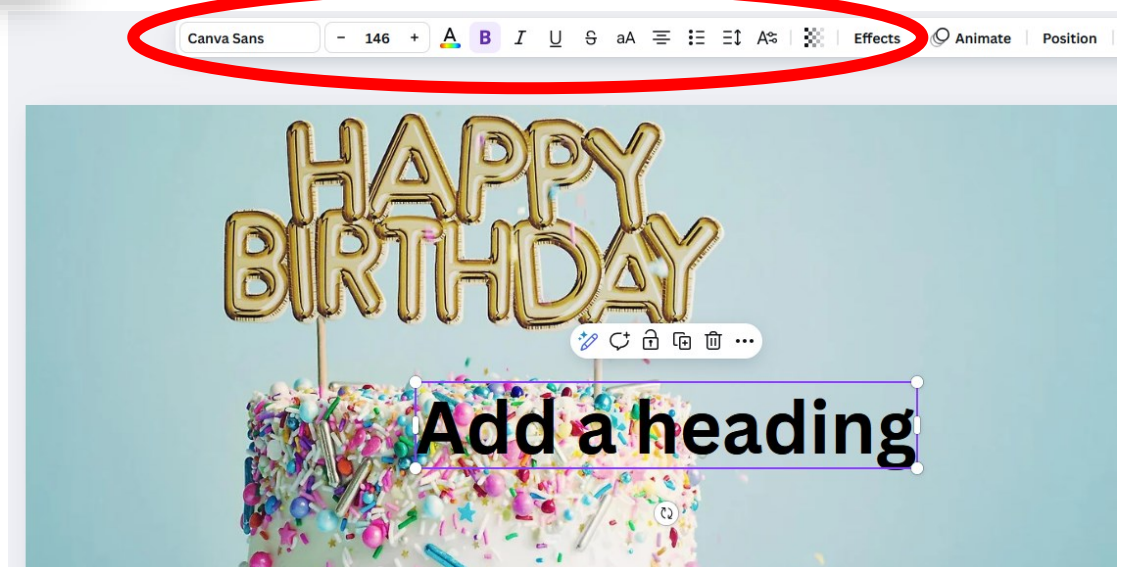 Canva Sans - 146 + A B I U S aA A Effects Animate Position
HAPPY
BIRTHDAY
Add a heading